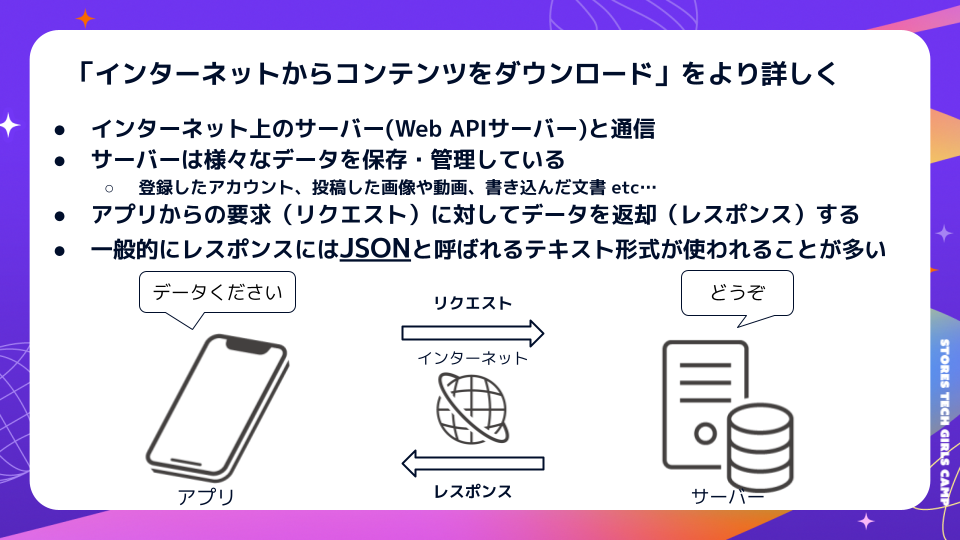 「インターネットからコンテンツをダウンロード」をより詳しく
● インターネット上のサーバー(Web APIサーバー)と通信
● サーバーは様々なデータを保存・管理している
○ 登録したアカウント、投稿した画像や動画、書き込んだ文書 etc…
● アプリからの要求（リクエスト）に対してデータを返却（レスポンス）する
● 一般的にレスポンスにはJSONと呼ばれるテキスト形式が使われることが多い
データください
リクエスト
どうぞ
インターネット
レスポンス
アプリ
サーバー
STORES TECH GIRLS CAMP